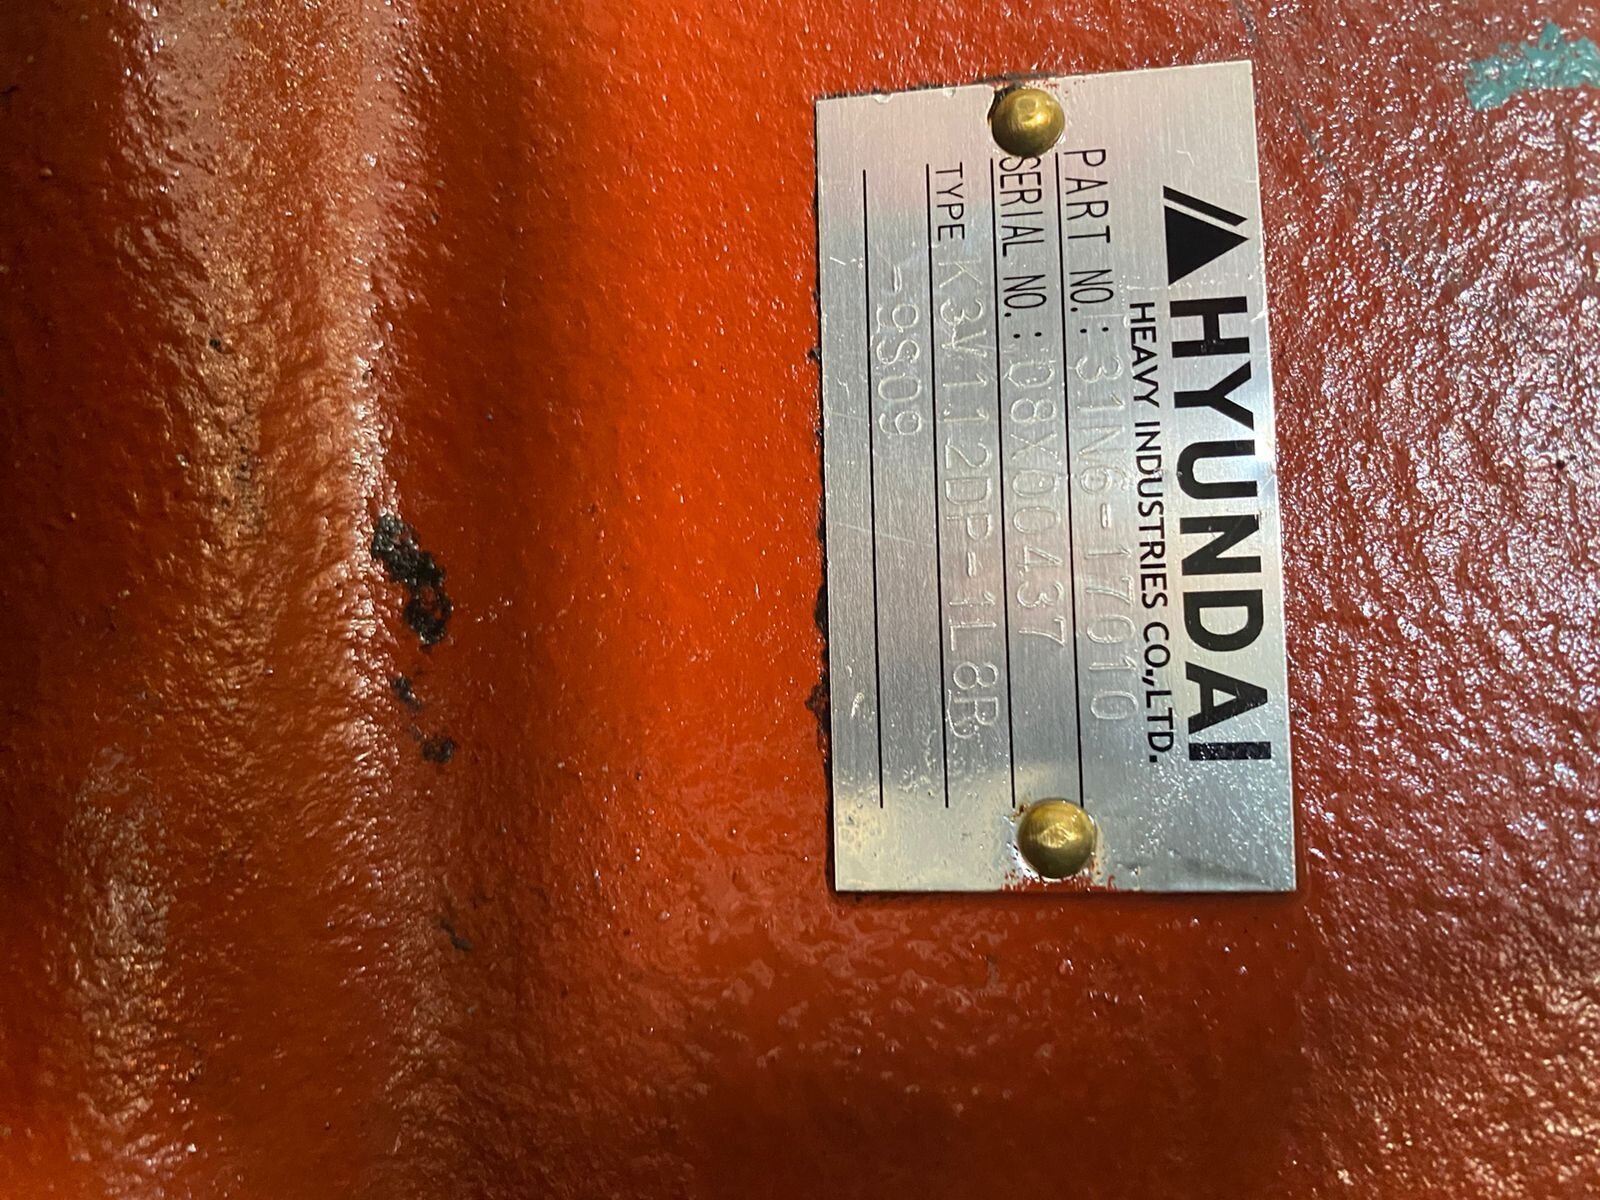 HYUNDAI
HEAVY INDUSTRIES CO.,LTD.
PART NO.: 31N6-17010
SERIAL NO.: D8X00437
TYPE K3V112DP-1L8R
-9S09